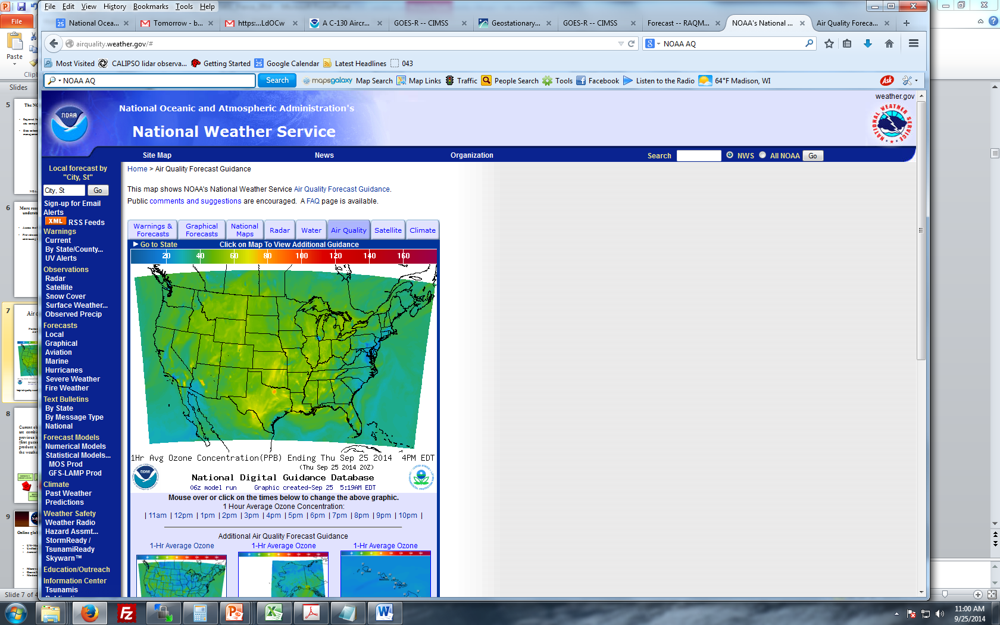 File Edit View History Bookmarks Tools Help
National Ocea... Tomorrow - b... https:...LdOCw A C-130 Aircr... GOES-R -- CIMSS Geostationary... GOES-R -- CIMSS Forecast -- RAQM... NOAA's National ... Air Quality Foreca...
airquality.weather.gov/# NOAA AQ
Most Visited CALIPSO lidar observa... Getting Started Google Calendar Latest Headlines 043
NOAA AQ Search mapsgalaxy Map Search Map Links Traffic People Search Tools Facebook Listen to the Radio 64°F Madison, WI Ask
File
Paste
Slides
weather.gov
NOAA
National Oceanic and Atmospheric Administration's
National Weather Service
NATIONAL WEATHER SERVICE
Site Map News Organization Search NWS All NOAA Go
Local forecast by
"City, St"
City, St Go
Sign-up for Email
Alerts
XML RSS Feeds
Warnings
Current
By State/County...
UV Alerts
Observations
Radar
Satellite
Snow Cover
Surface Weather...
Observed Precip
Forecasts
Local
Graphical
Aviation
Marine
Hurricanes
Severe Weather
Fire Weather
Text Bulletins
By State
By Message Type
National
Forecast Models
Numerical Models
Statistical Models...
MOS Prod
GFS-LAMP Prod
Climate
Past Weather
Predictions
Weather Safety
Weather Radio
Hazard Assmt...
StormReady /
TsunamiReady
Skywarn™
Education/Outreach
Information Center
Tsunamis
Home > Air Quality Forecast Guidance
This map shows NOAA's National Weather Service Air Quality Forecast Guidance.
Public comments and suggestions are encouraged. A FAQ page is available.
Warnings & Forecasts Graphical Forecasts National Maps Radar Water Air Quality Satellite Climate
Go to State Click on Map To View Additional Guidance
20 40 60 80 100 120 140 160
1Hr Avg Ozone Concentration(PPB) Ending Thu Sep 25 2014 4PM EDT
(Thu Sep 25 2014 20Z)
National Digital Guidance Database
06z model run Graphic created-Sep 25 5:19AM EDT
Mouse over or click on the times below to change the above graphic.
1 Hour Average Ozone Concentration:
| 11am | 12pm | 1pm | 2pm | 3pm | 4pm | 5pm | 6pm | 7pm | 8pm | 9pm | 10pm |
Additional Air Quality Forecast Guidance
1-Hr Average Ozone 1-Hr Average Ozone 1-Hr Average Ozone
5
6
7
8
9
Slide 7 of 4
11:00 AM
9/25/2014